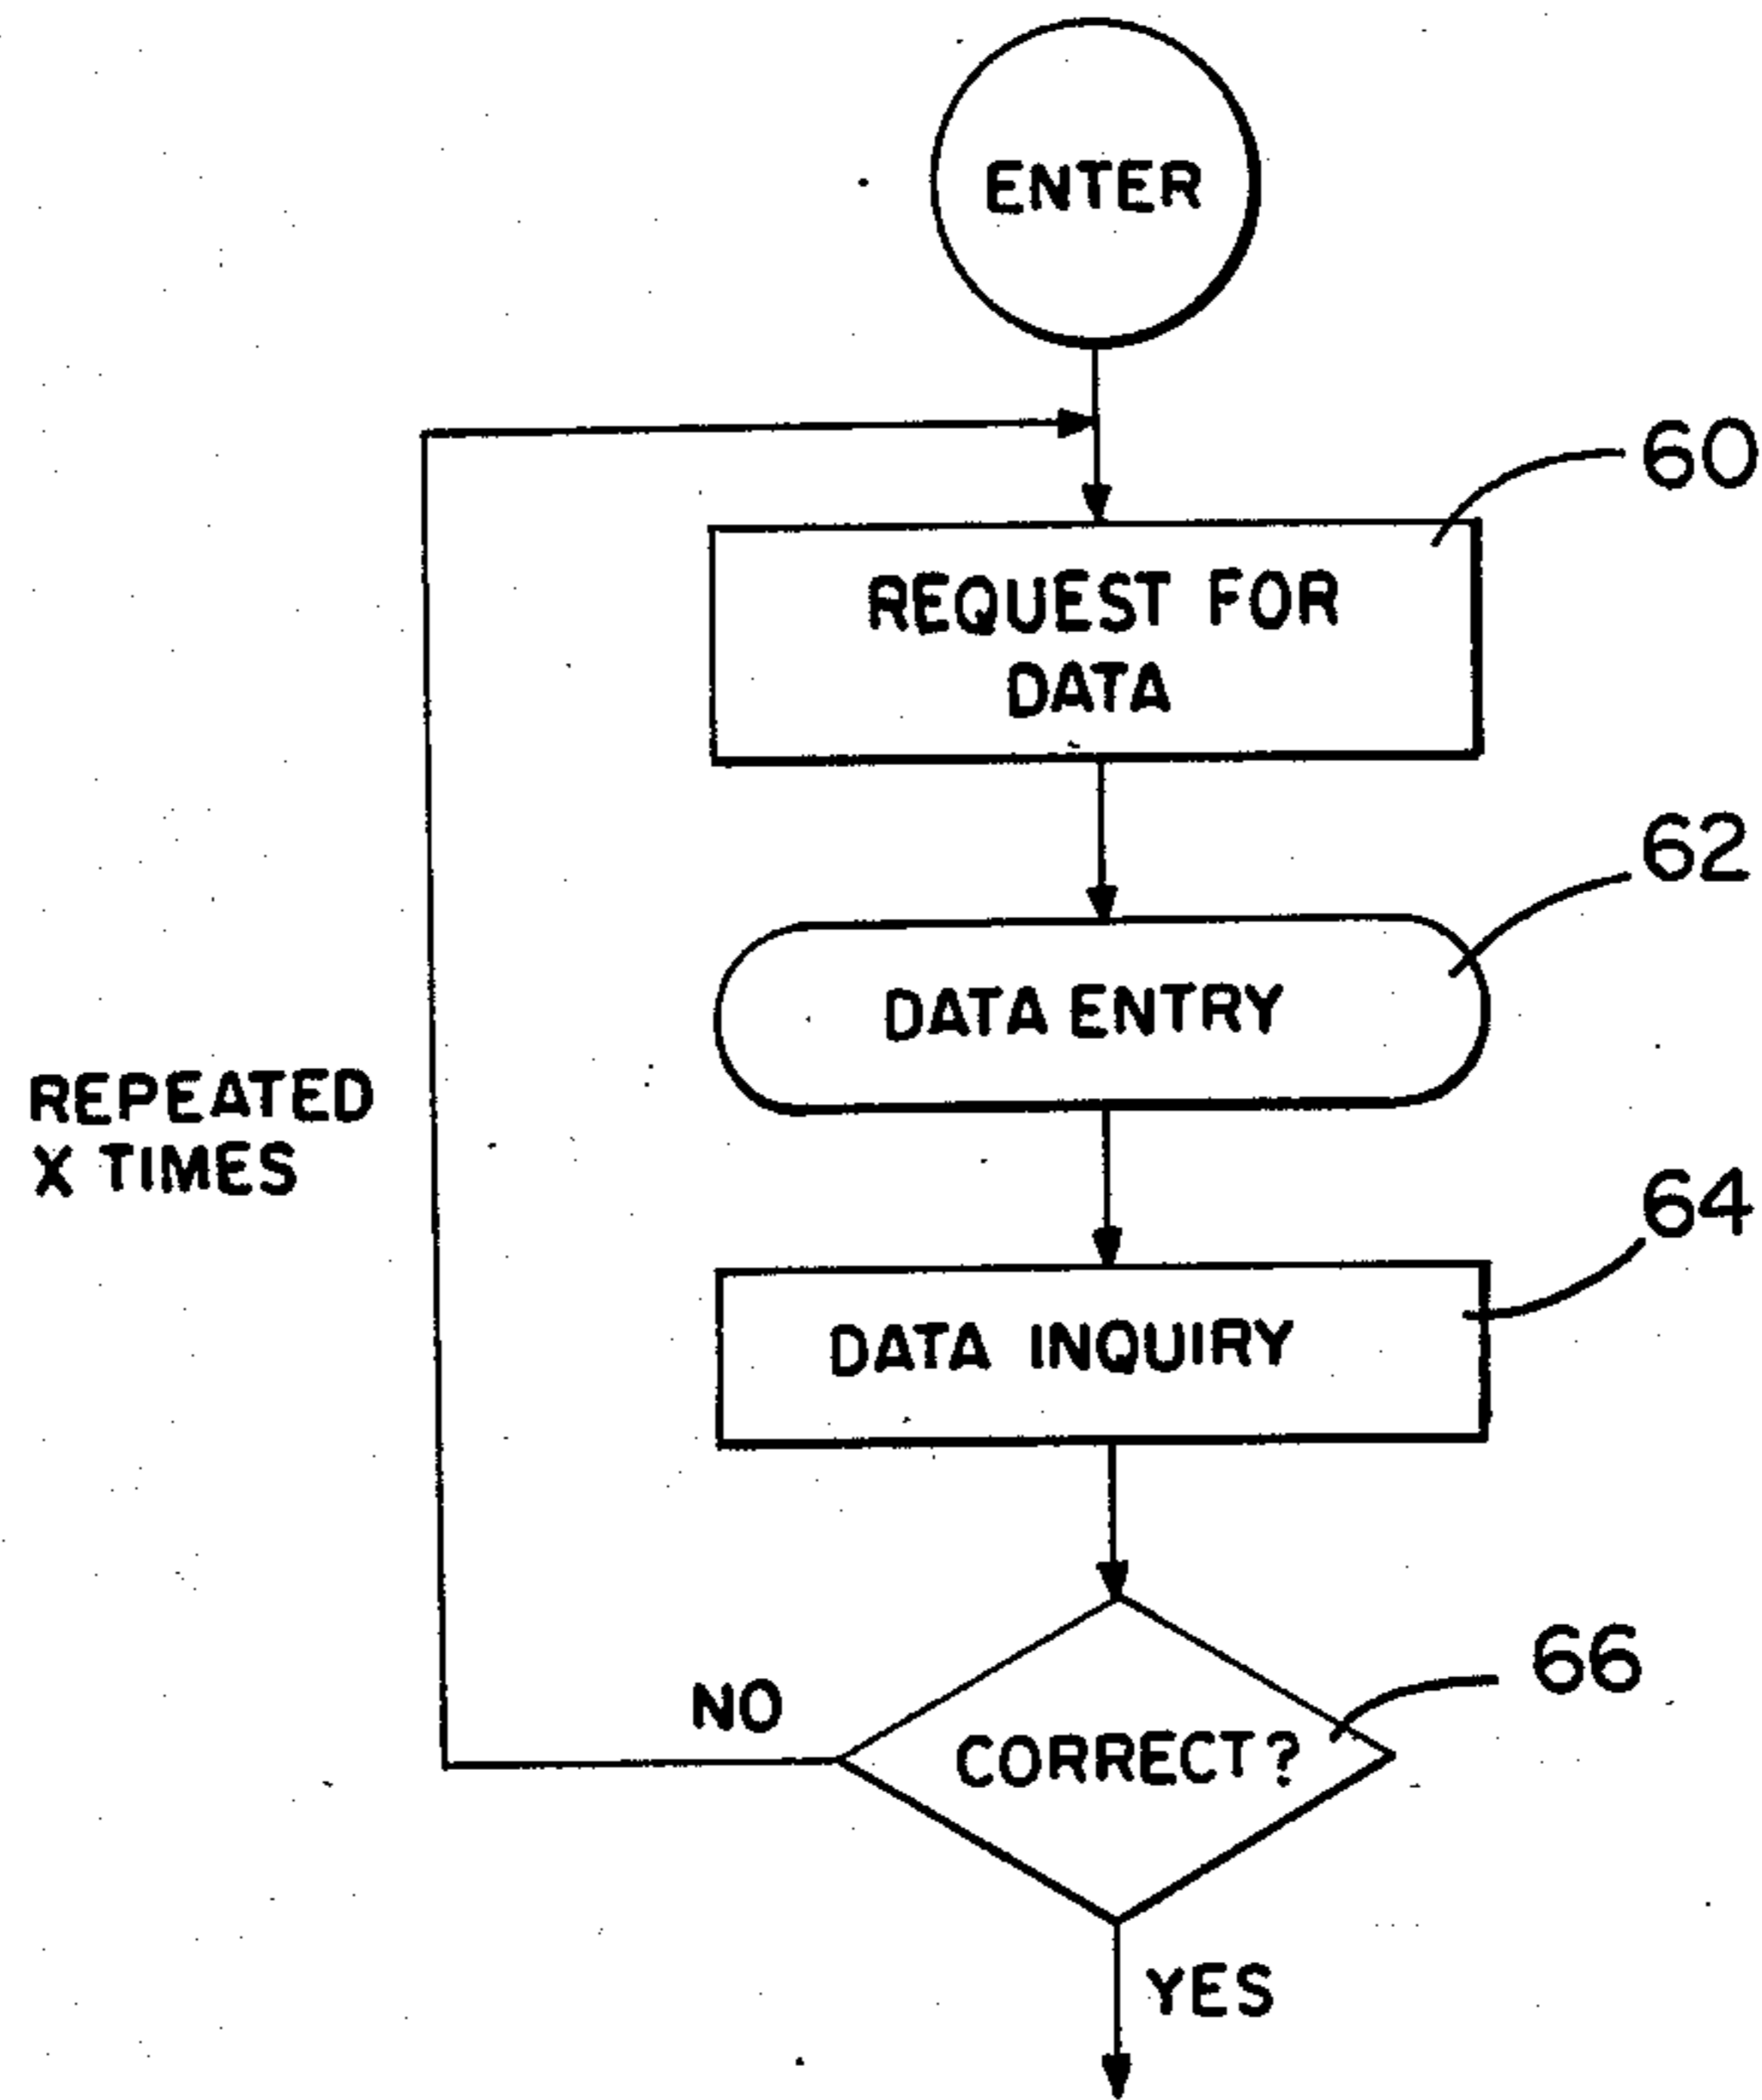 ENTER
60
REQUEST FOR
DATA
62
DATA ENTRY
REPEATED
X TIMES
64
DATA INQUIRY
66
NO
CORRECT?
YES